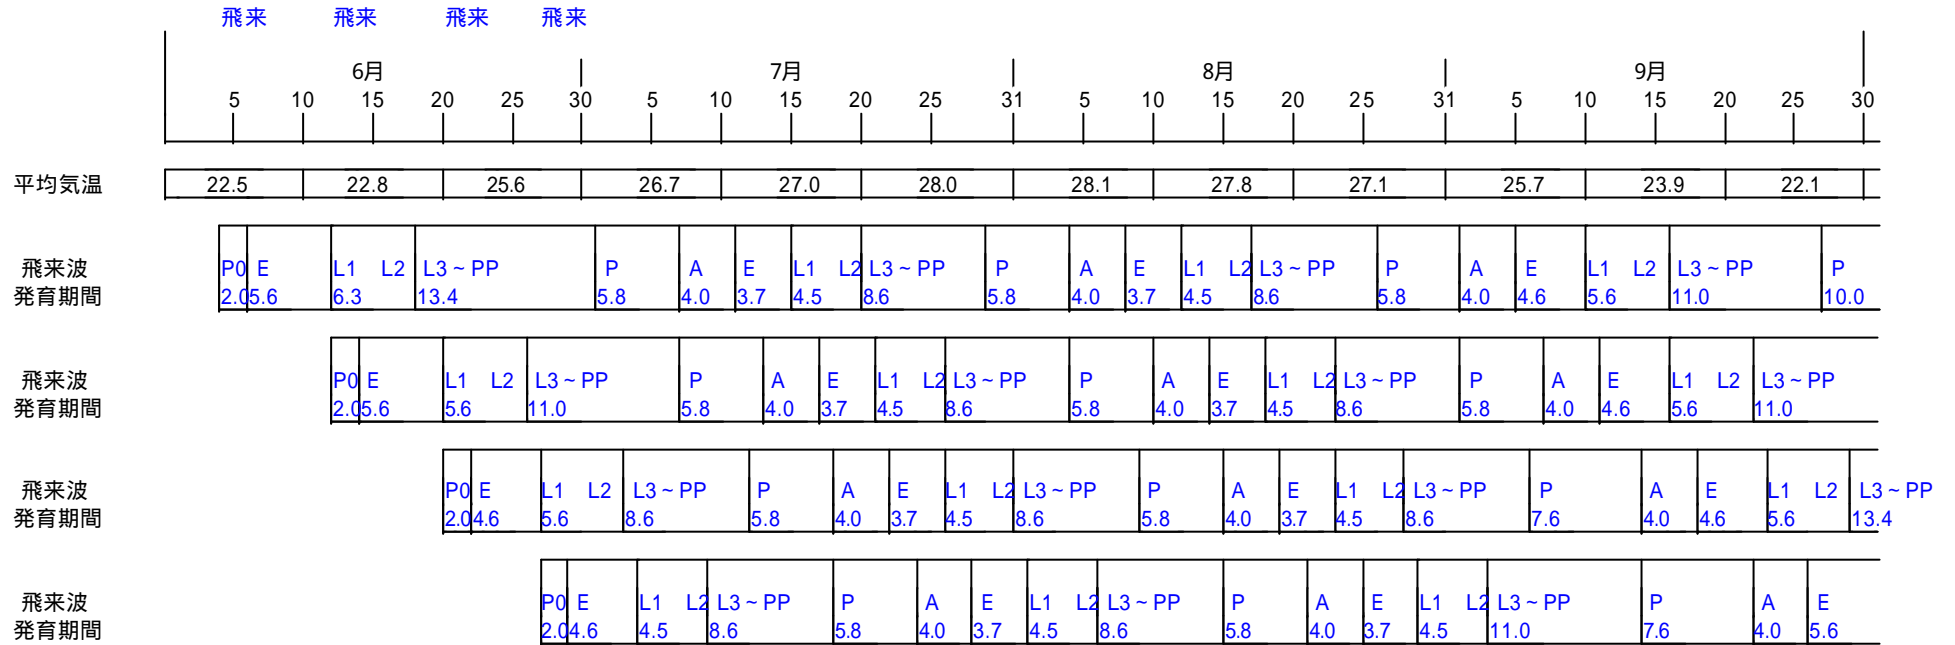 飛来 飛来 飛来 飛来
6月 7月 8月 9月
5 10 15 20 25 30 5 10 15 20 25 31 5 10 15 20 25 31 5 10 15 20 25 30
平均気温 22.5 22.8 25.6 26.7 27.0 28.0 28.1 27.8 27.1 25.7 23.9 22.1
飛来波 P0 E L1 L2 L3~PP P A E L1 L2 L3~PP P A E L1 L2 L3~PP P A E L1 L2 L3~PP P
発育期間 2.0 5.6 6.3 13.4 5.8 4.0 3.7 4.5 8.6 5.8 4.0 3.7 4.5 8.6 5.8 4.0 4.6 5.6 11.0 10.0
飛来波 P0 E L1 L2 L3~PP P A E L1 L2 L3~PP P A E L1 L2 L3~PP P A E L1 L2 L3~PP
発育期間 2.0 5.6 5.6 11.0 5.8 4.0 3.7 4.5 8.6 5.8 4.0 3.7 4.5 8.6 5.8 4.0 4.6 5.6 11.0
飛来波 P0 E L1 L2 L3~PP P A E L1 L2 L3~PP P A E L1 L2 L3~PP P A E L1 L2 L3~PP
発育期間 2.0 4.6 5.6 8.6 5.8 4.0 3.7 4.5 8.6 5.8 4.0 3.7 4.5 8.6 7.6 4.0 4.6 5.6 13.4
飛来波 P0 E L1 L2 L3~PP P A E L1 L2 L3~PP P A E L1 L2 L3~PP P A E
発育期間 2.0 4.6 4.5 8.6 5.8 4.0 3.7 4.5 8.6 5.8 4.0 3.7 4.5 11.0 7.6 4.0 5.6